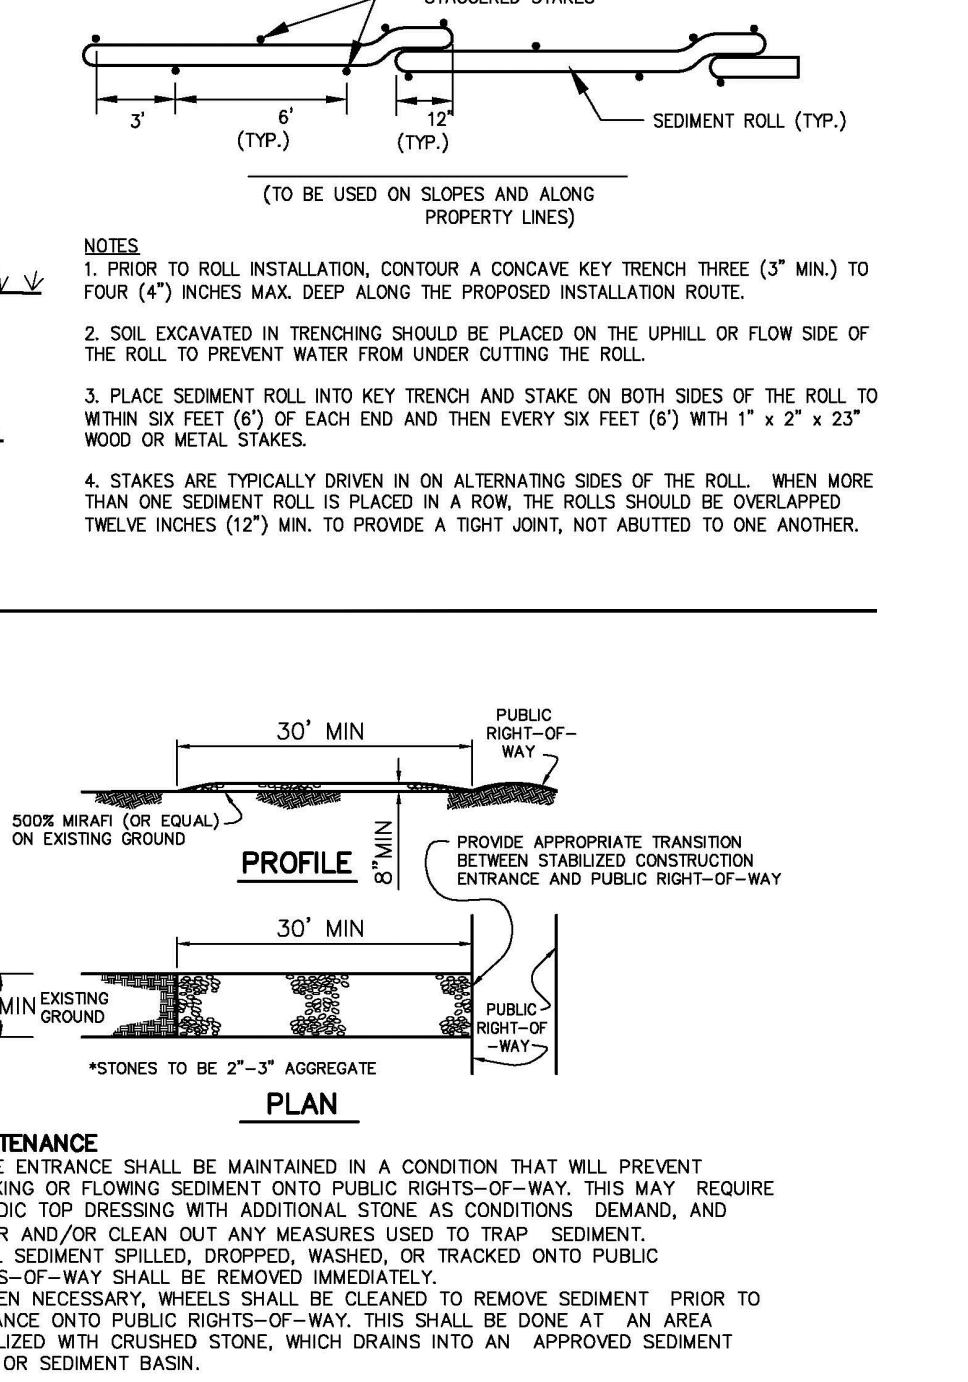 STAGGERED STAKES
3'
6'
(TYP.)
12"
(TYP.)
SEDIMENT ROLL (TYP.)
(TO BE USED ON SLOPES AND ALONG
PROPERTY LINES)
NOTES
1. PRIOR TO ROLL INSTALLATION, CONTOUR A CONCAVE KEY TRENCH THREE (3" MIN.) TO
FOUR (4") INCHES MAX. DEEP ALONG THE PROPOSED INSTALLATION ROUTE.
2. SOIL EXCAVATED IN TRENCHING SHOULD BE PLACED ON THE UPHILL OR FLOW SIDE OF
THE ROLL TO PREVENT WATER FROM UNDER CUTTING THE ROLL.
3. PLACE SEDIMENT ROLL INTO KEY TRENCH AND STAKE ON BOTH SIDES OF THE ROLL TO
WITHIN SIX FEET (6') OF EACH END AND THEN EVERY SIX FEET (6') WITH 1" x 2" x 23"
WOOD OR METAL STAKES.
4. STAKES ARE TYPICALLY DRIVEN IN ON ALTERNATING SIDES OF THE ROLL. WHEN MORE
THAN ONE SEDIMENT ROLL IS PLACED IN A ROW, THE ROLLS SHOULD BE OVERLAPPED
TWELVE INCHES (12") MIN. TO PROVIDE A TIGHT JOINT, NOT ABUTTED TO ONE ANOTHER.
30' MIN
PUBLIC
RIGHT-OF-
WAY
500% MIRAFI (OR EQUAL)
ON EXISTING GROUND
PROFILE
8"MIN
PROVIDE APPROPRIATE TRANSITION
BETWEEN STABILIZED CONSTRUCTION
ENTRANCE AND PUBLIC RIGHT-OF-WAY
30' MIN
MIN
EXISTING
GROUND
PUBLIC
RIGHT-OF
-WAY
*STONES TO BE 2"-3" AGGREGATE
PLAN
TENANCE
E ENTRANCE SHALL BE MAINTAINED IN A CONDITION THAT WILL PREVENT
KING OR FLOWING SEDIMENT ONTO PUBLIC RIGHTS-OF-WAY. THIS MAY REQUIRE
DIC TOP DRESSING WITH ADDITIONAL STONE AS CONDITIONS DEMAND, AND
R AND/OR CLEAN OUT ANY MEASURES USED TO TRAP SEDIMENT.
SEDIMENT SPILLED, DROPPED, WASHED, OR TRACKED ONTO PUBLIC
S-OF-WAY SHALL BE REMOVED IMMEDIATELY.
EN NECESSARY, WHEELS SHALL BE CLEANED TO REMOVE SEDIMENT PRIOR TO
ANCE ONTO PUBLIC RIGHTS-OF-WAY. THIS SHALL BE DONE AT AN AREA
LIZED WITH CRUSHED STONE, WHICH DRAINS INTO AN APPROVED SEDIMENT
OR SEDIMENT BASIN.